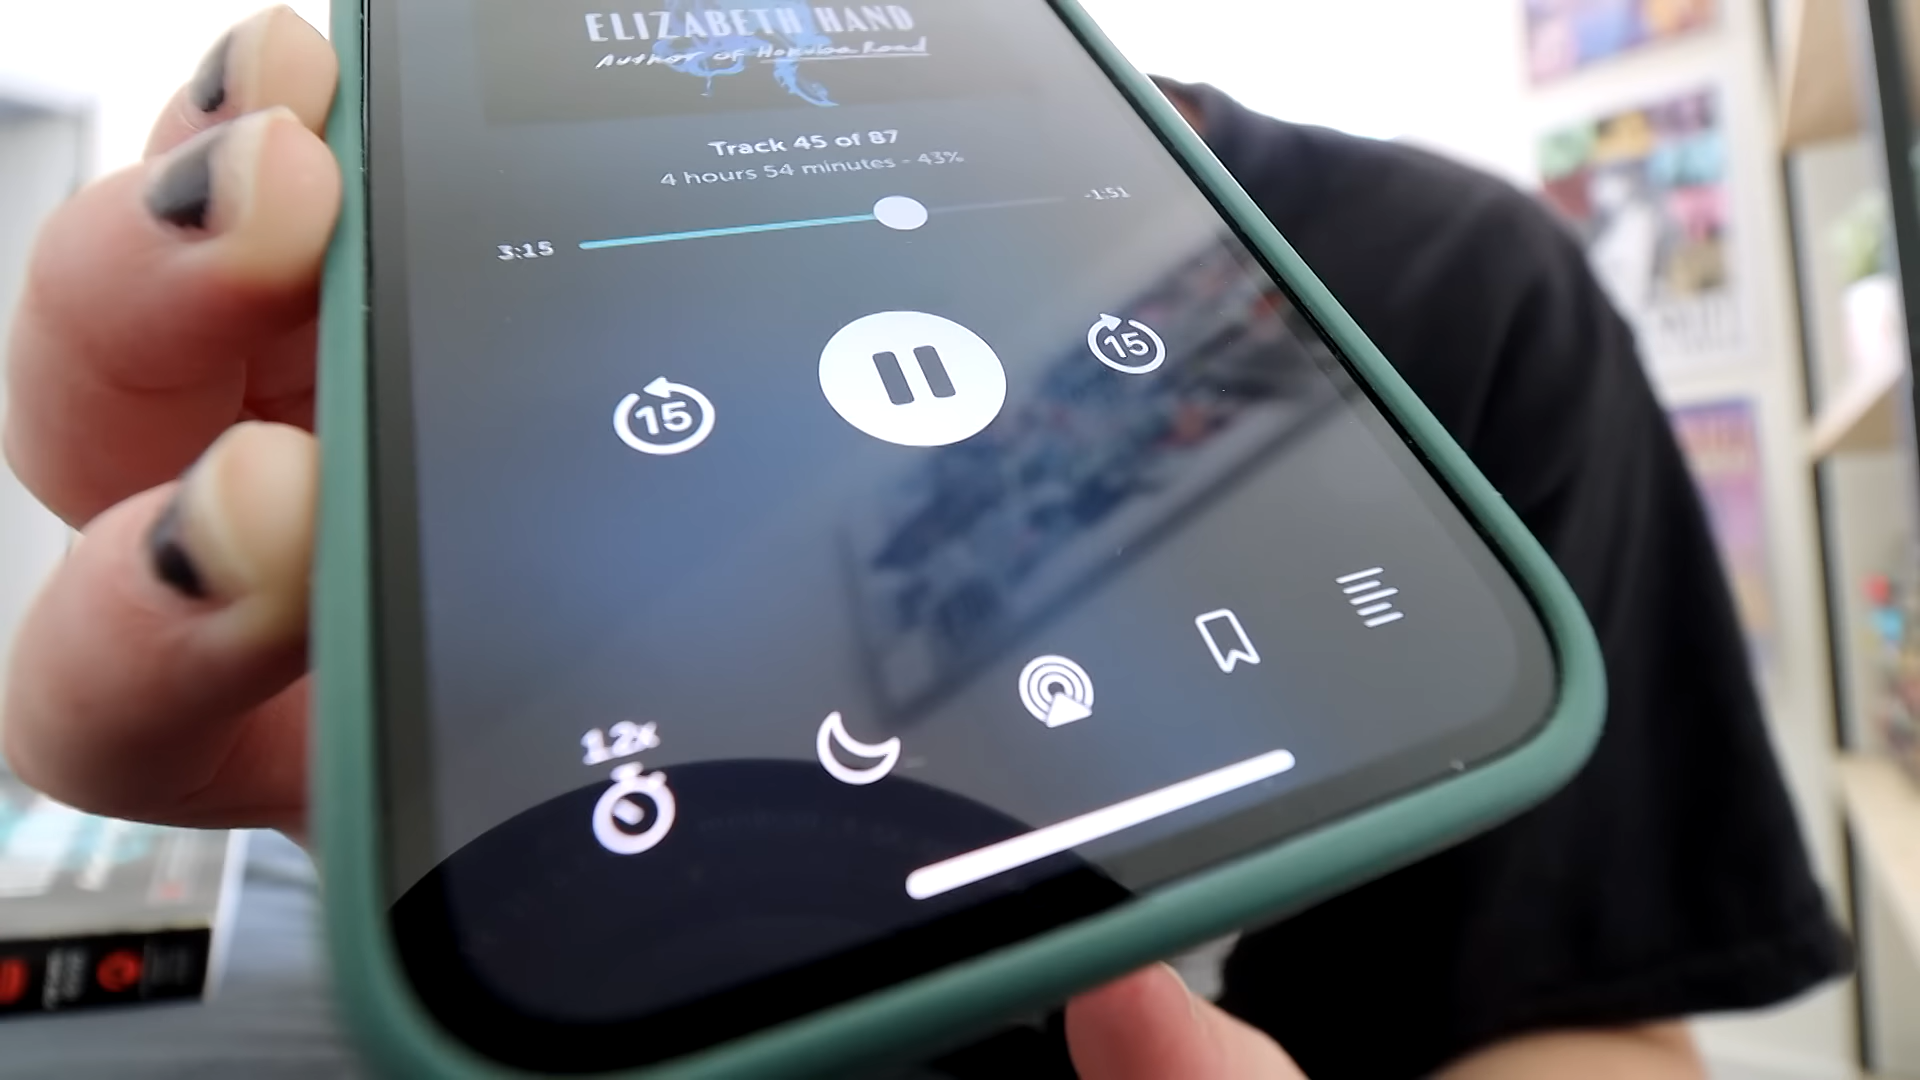 ELIZABETH HAND
Author of Hokuloa Road
Track 45 of 87
4 hours 54 minutes - 43%
3:15
-1:51
15
15
1.2x